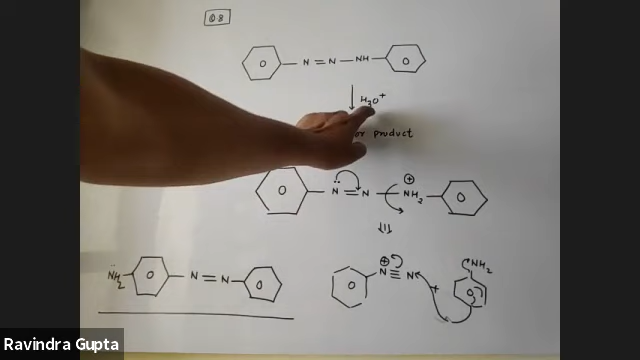 Q8
N = N — NH
H₃O⁺
product
N = N — NH₂
NH₂ — N = N
N ≡ N + NH₂
Ravindra Gupta